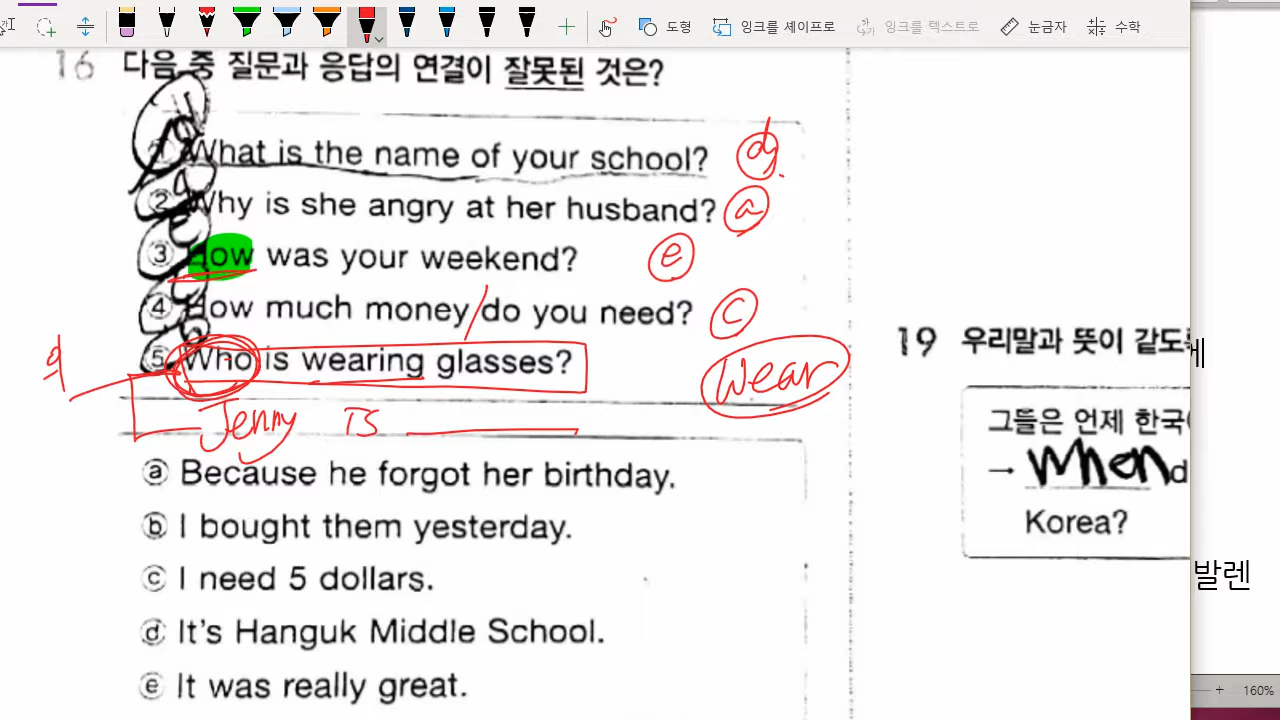 도형 잉크를 셰이프로 잉크를 텍스트로 눈금자 수학
16 다음 중 질문과 응답의 연결이 잘못된 것은?
① What is the name of your school? ⓓ
② Why is she angry at her husband? ⓐ
③ How was your weekend? ⓔ
④ How much money/do you need? ⓒ
⑤ Who is wearing glasses? Wear
Jenny is
ⓐ Because he forgot her birthday.
ⓑ I bought them yesterday.
ⓒ I need 5 dollars.
ⓓ It's Hanguk Middle School.
ⓔ It was really great.
19 우리말과 뜻이 같도록
그들은 언제 한국
→ When d
Korea?
발렌
160%